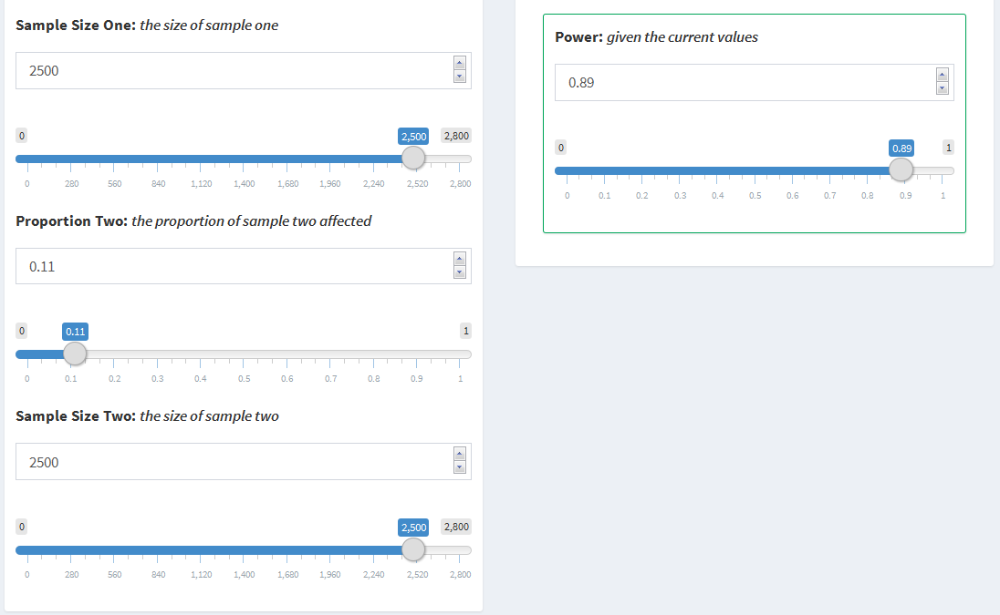 Sample Size One: the size of sample one
2500
0 2,500 2,800
0 280 560 840 1,120 1,400 1,680 1,960 2,240 2,520 2,800
Proportion Two: the proportion of sample two affected
0.11
0 0.11 1
0 0.1 0.2 0.3 0.4 0.5 0.6 0.7 0.8 0.9 1
Sample Size Two: the size of sample two
2500
0 2,500 2,800
0 280 560 840 1,120 1,400 1,680 1,960 2,240 2,520 2,800
Power: given the current values
0.89
0 0.89 1
0 0.1 0.2 0.3 0.4 0.5 0.6 0.7 0.8 0.9 1